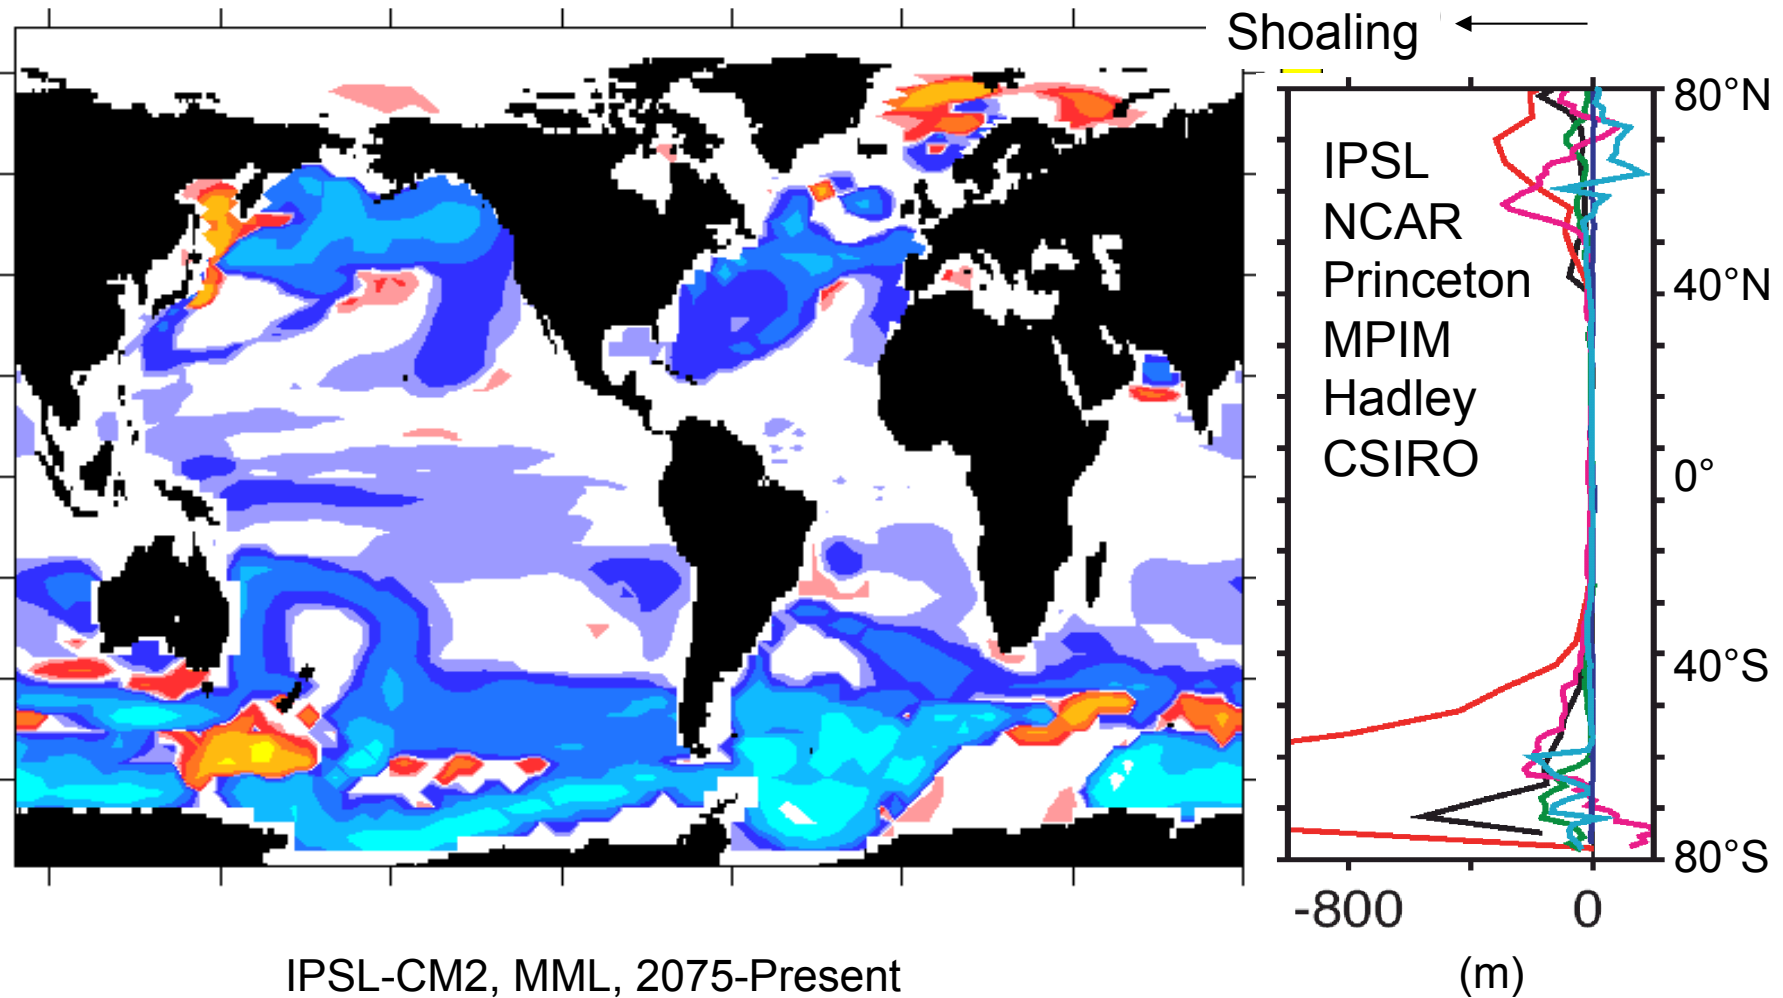 Shoaling
80°N
IPSL
NCAR
Princeton
40°N
MPIM
Hadley
CSIRO
0°
40°S
80°S
-800 0
(m)
IPSL-CM2, MML, 2075-Present